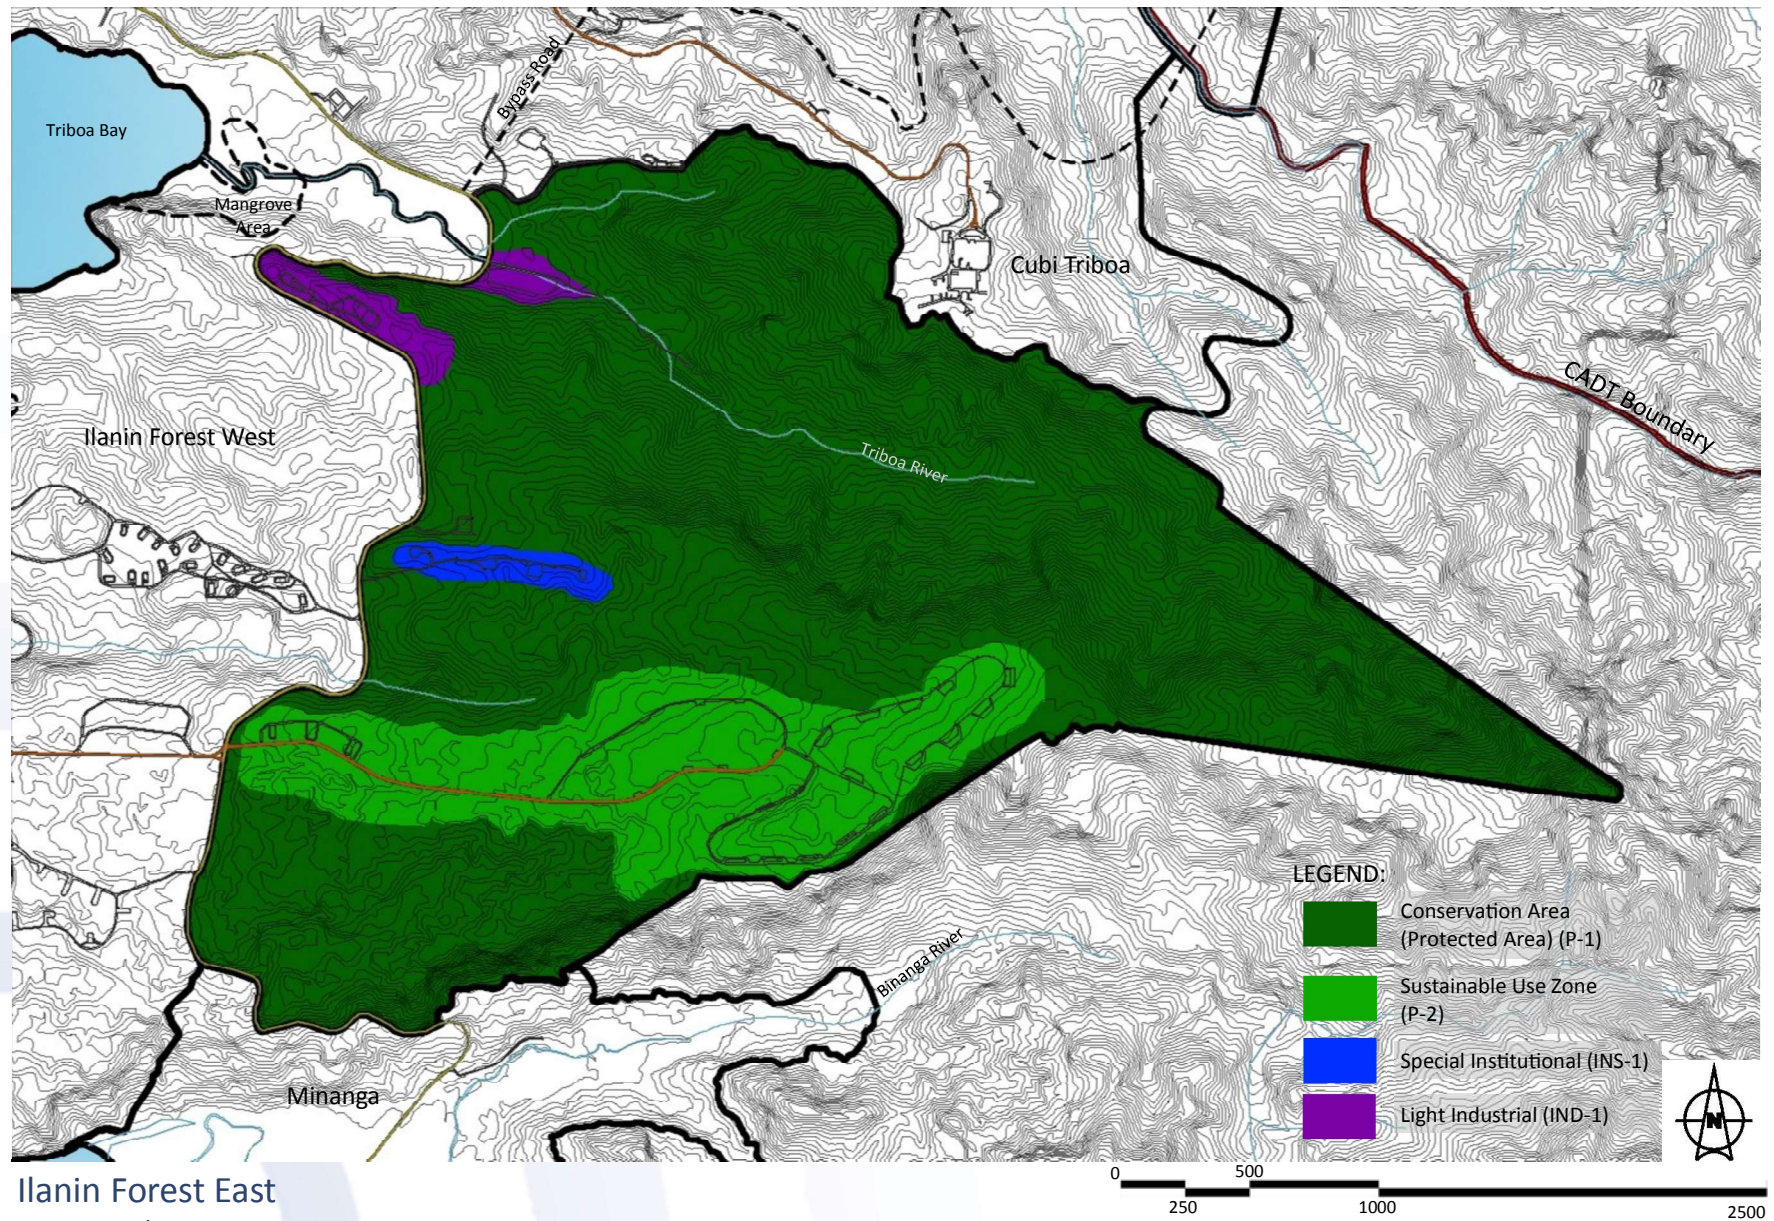 Triboa Bay
Bypass Road
Mangrove
Area
Cubi Triboa
CADT Boundary
Ilanin Forest West
Triboa River
Binanga River
Minanga
LEGEND:
Conservation Area
(Protected Area) (P-1)
Sustainable Use Zone
(P-2)
Special Institutional (INS-1)
Light Industrial (IND-1)
N
Ilanin Forest East
0 500
250 1000 2500